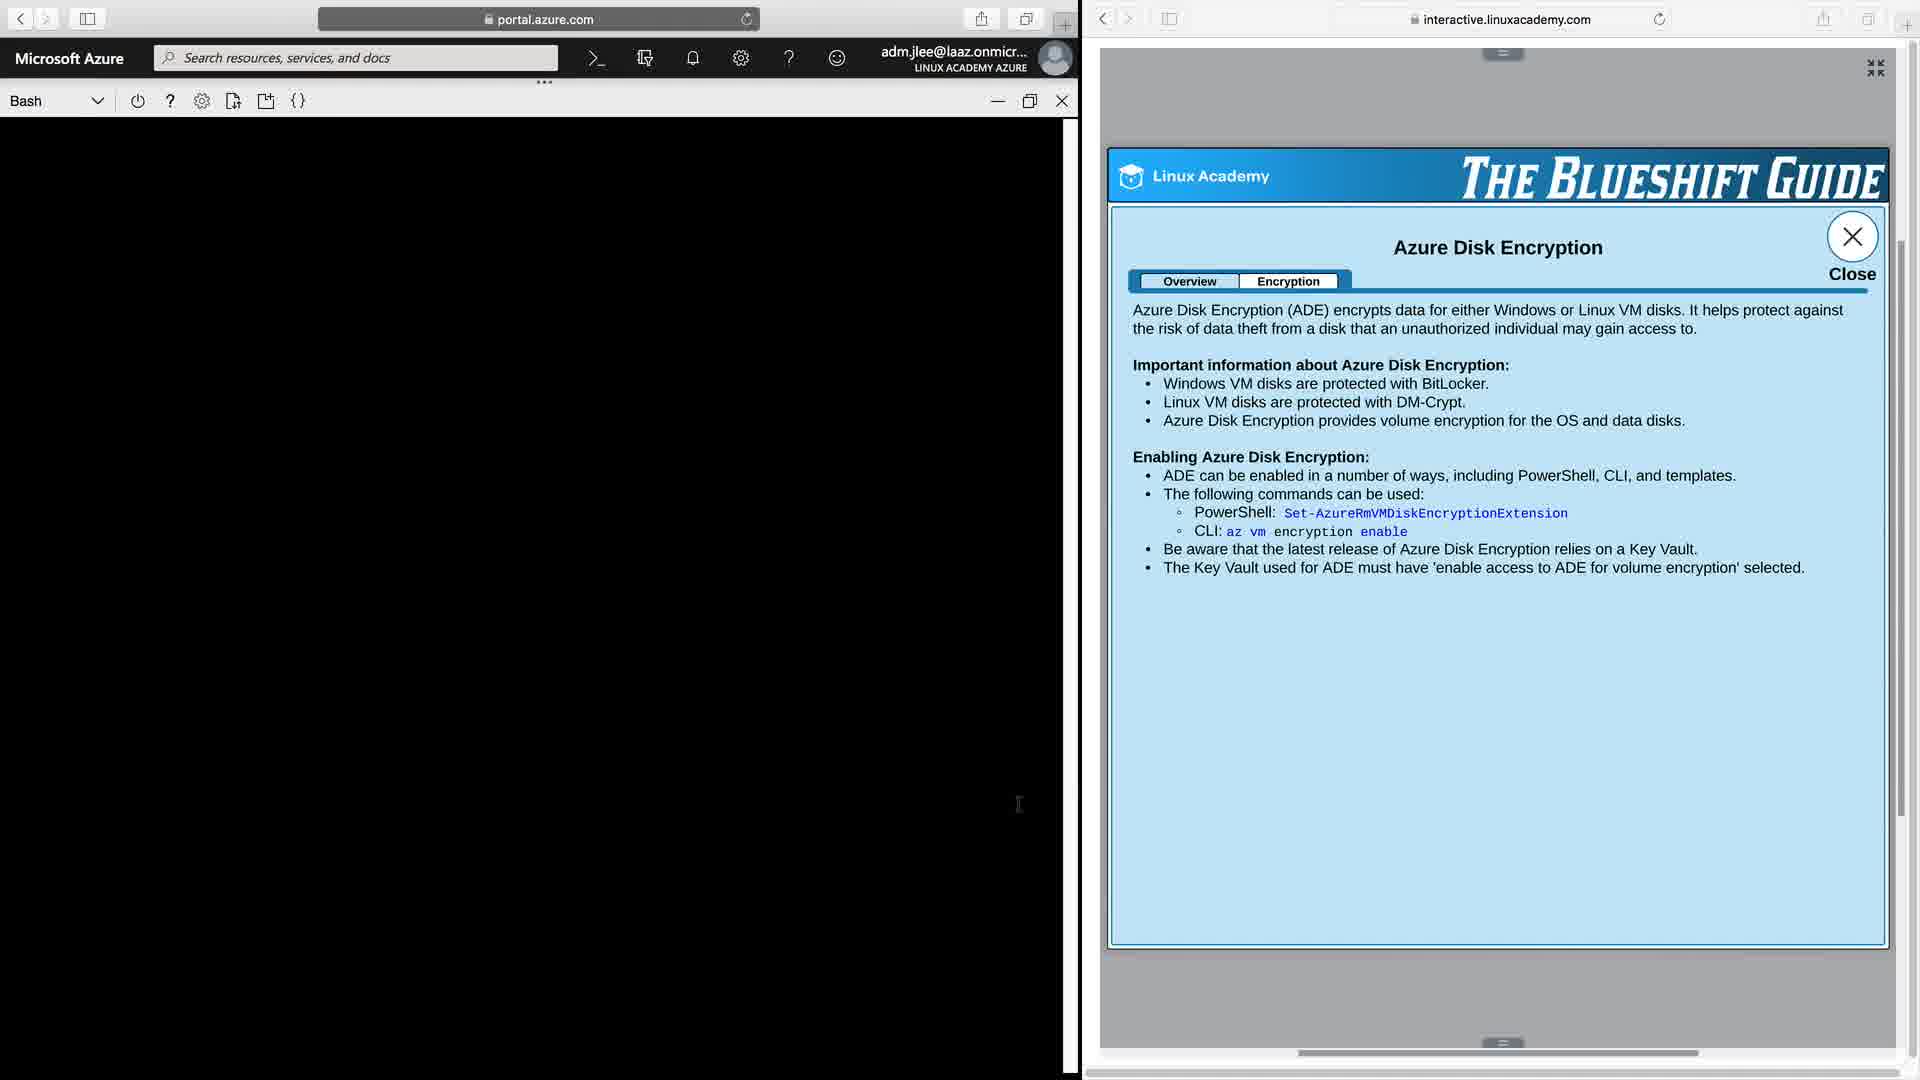 portal.azure.com
Microsoft Azure
Search resources, services, and docs
adm.jlee@laaz.onmicr...
LINUX ACADEMY AZURE
Bash
interactive.linuxacademy.com
Linux Academy
THE BLUESHIFT GUIDE
Azure Disk Encryption
Close
Overview
Encryption
Azure Disk Encryption (ADE) encrypts data for either Windows or Linux VM disks. It helps protect against
the risk of data theft from a disk that an unauthorized individual may gain access to.
Important information about Azure Disk Encryption:
• Windows VM disks are protected with BitLocker.
• Linux VM disks are protected with DM-Crypt.
• Azure Disk Encryption provides volume encryption for the OS and data disks.
Enabling Azure Disk Encryption:
• ADE can be enabled in a number of ways, including PowerShell, CLI, and templates.
• The following commands can be used:
◦ PowerShell: Set-AzureRmVMDiskEncryptionExtension
◦ CLI: az vm encryption enable
• Be aware that the latest release of Azure Disk Encryption relies on a Key Vault.
• The Key Vault used for ADE must have 'enable access to ADE for volume encryption' selected.